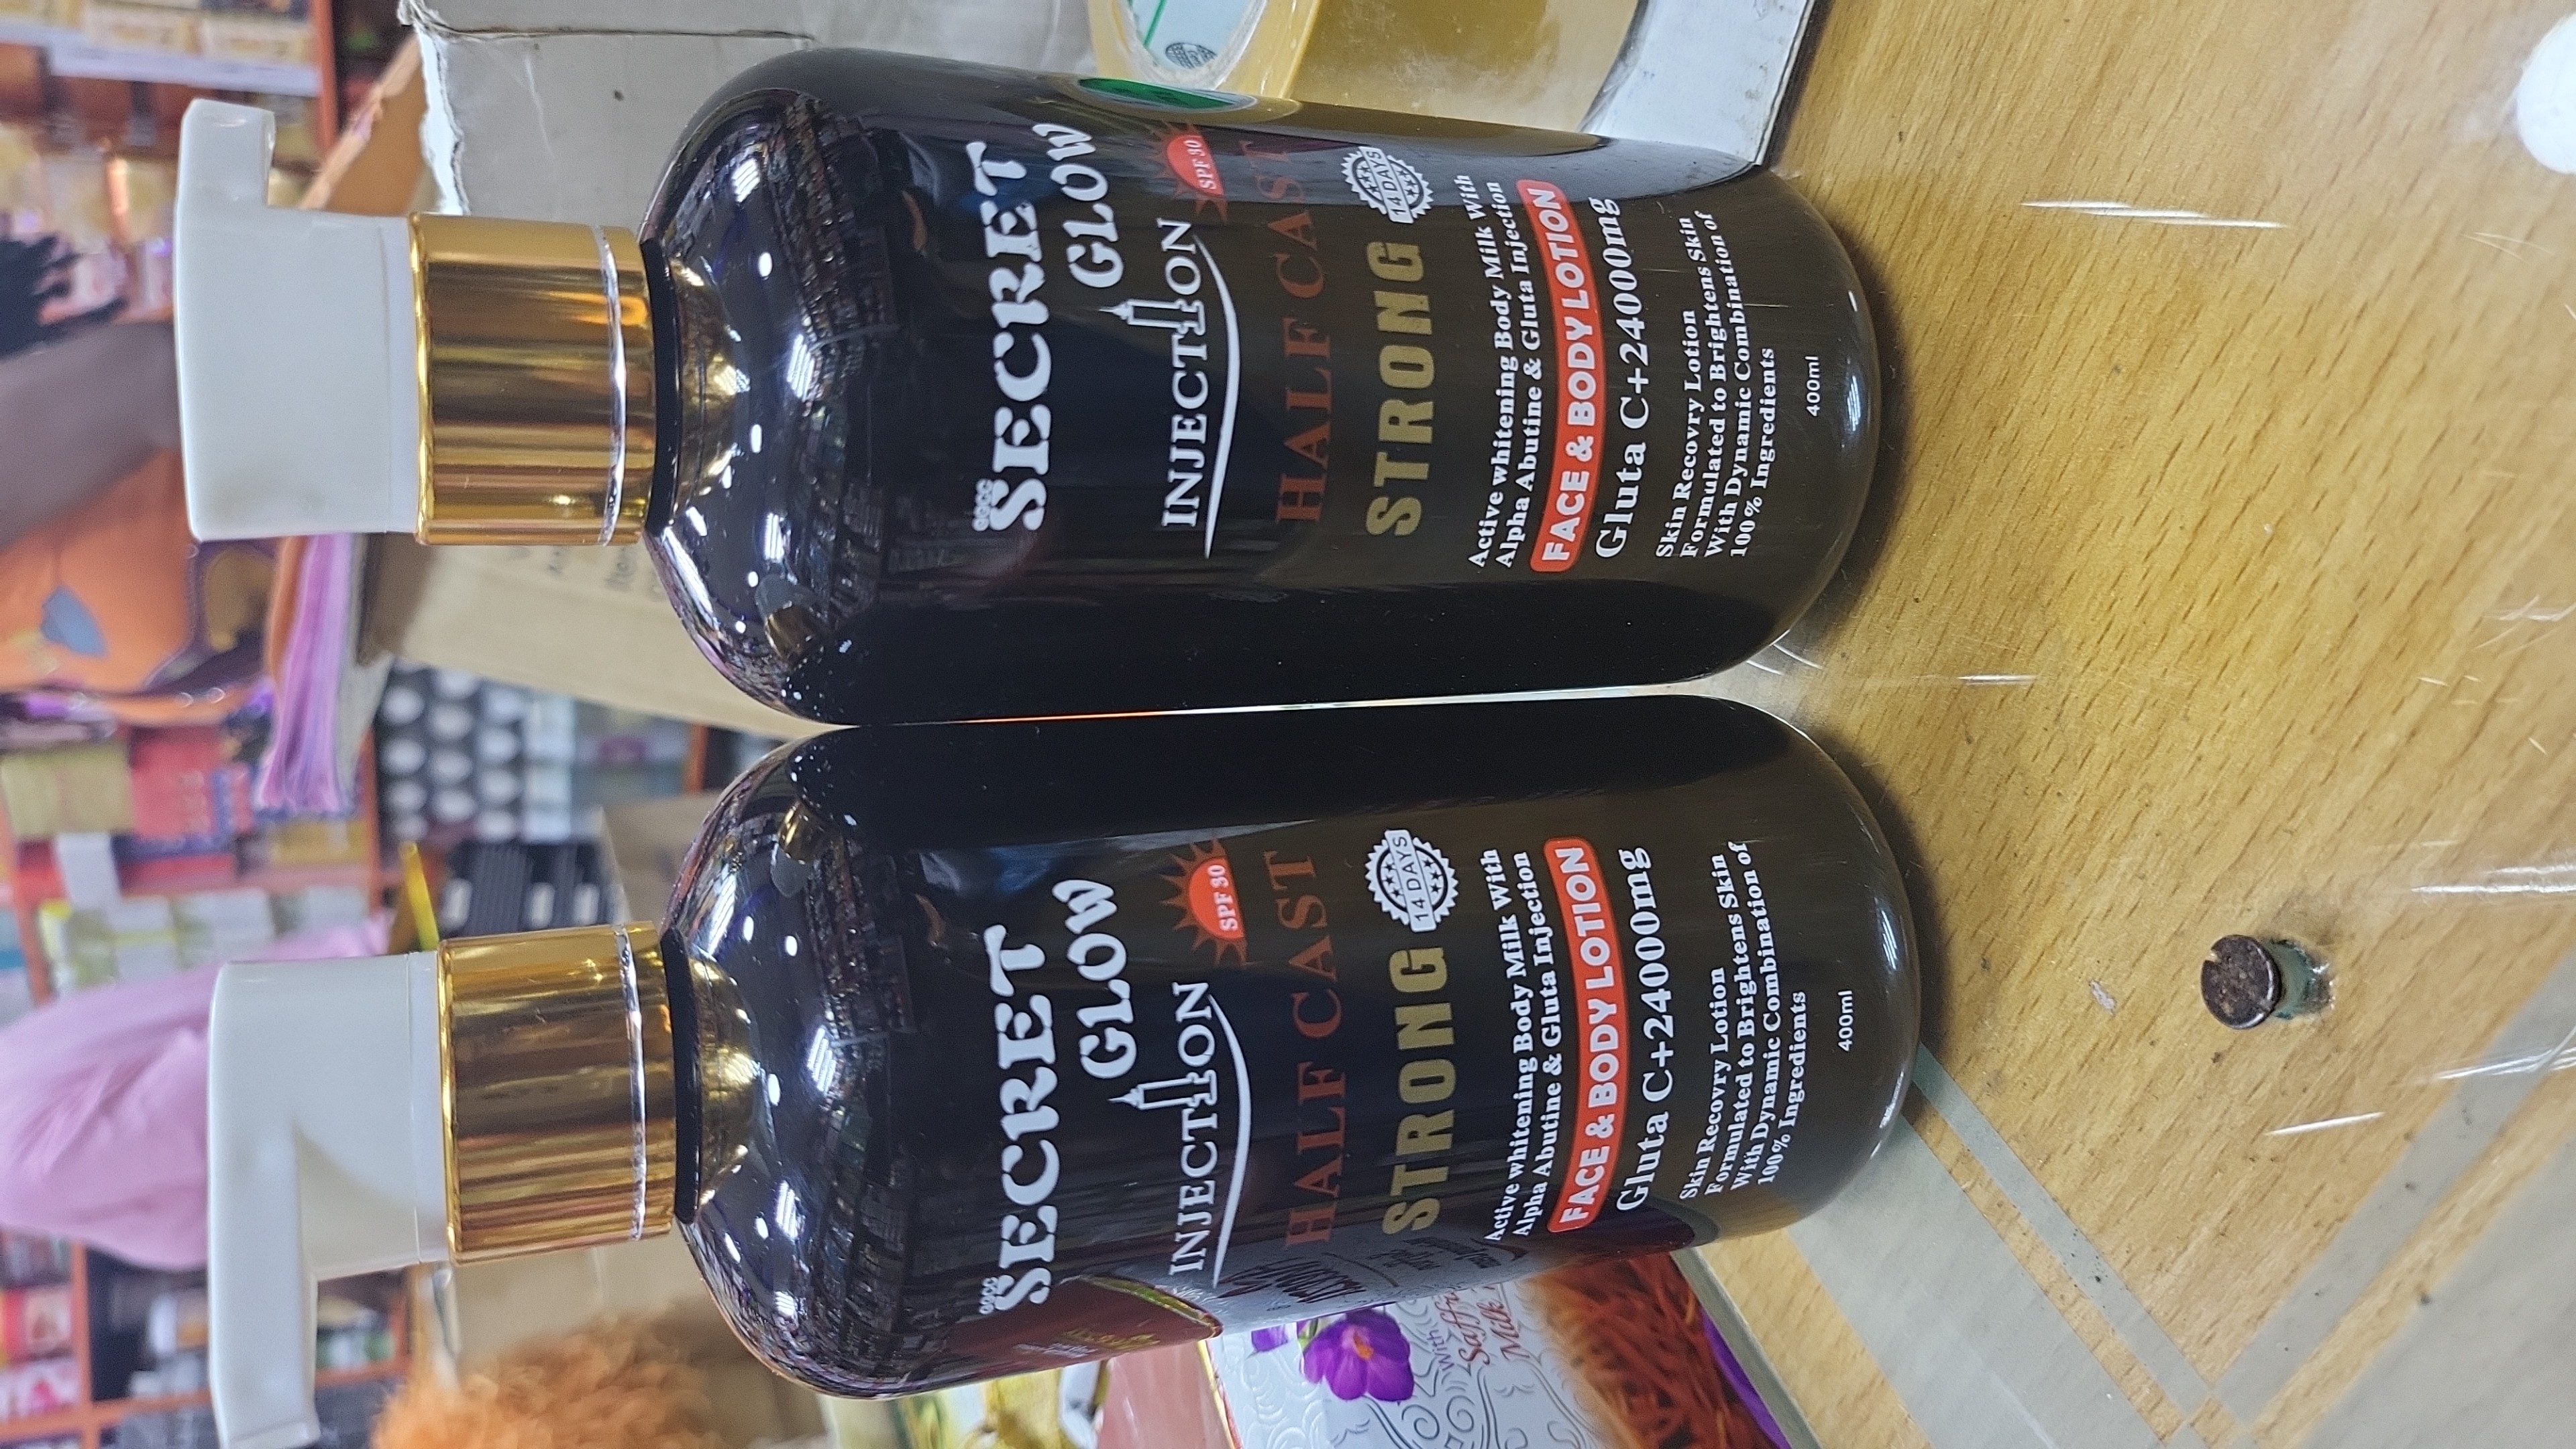 GGCC
SECRET
GLOW
INJECTION
SPF 30
HALF CAST
STRONG
14 DAYS
Active whitening Body Milk With
Alpha Abutine & Gluta Injection
FACE & BODY LOTION
Gluta C+24000mg
Skin Recovry Lotion
Formulated to Brightens Skin
With Dynamic Combination of
100% Ingredients
400ml
GGCC
SECRET
GLOW
INJECTION
SPF 30
HALF CAST
STRONG
14 DAYS
Active whitening Body Milk With
Alpha Abutine & Gluta Injection
FACE & BODY LOTION
Gluta C+24000mg
Skin Recovry Lotion
Formulated to Brightens Skin
With Dynamic Combination of
100% Ingredients
400ml
With
Milk